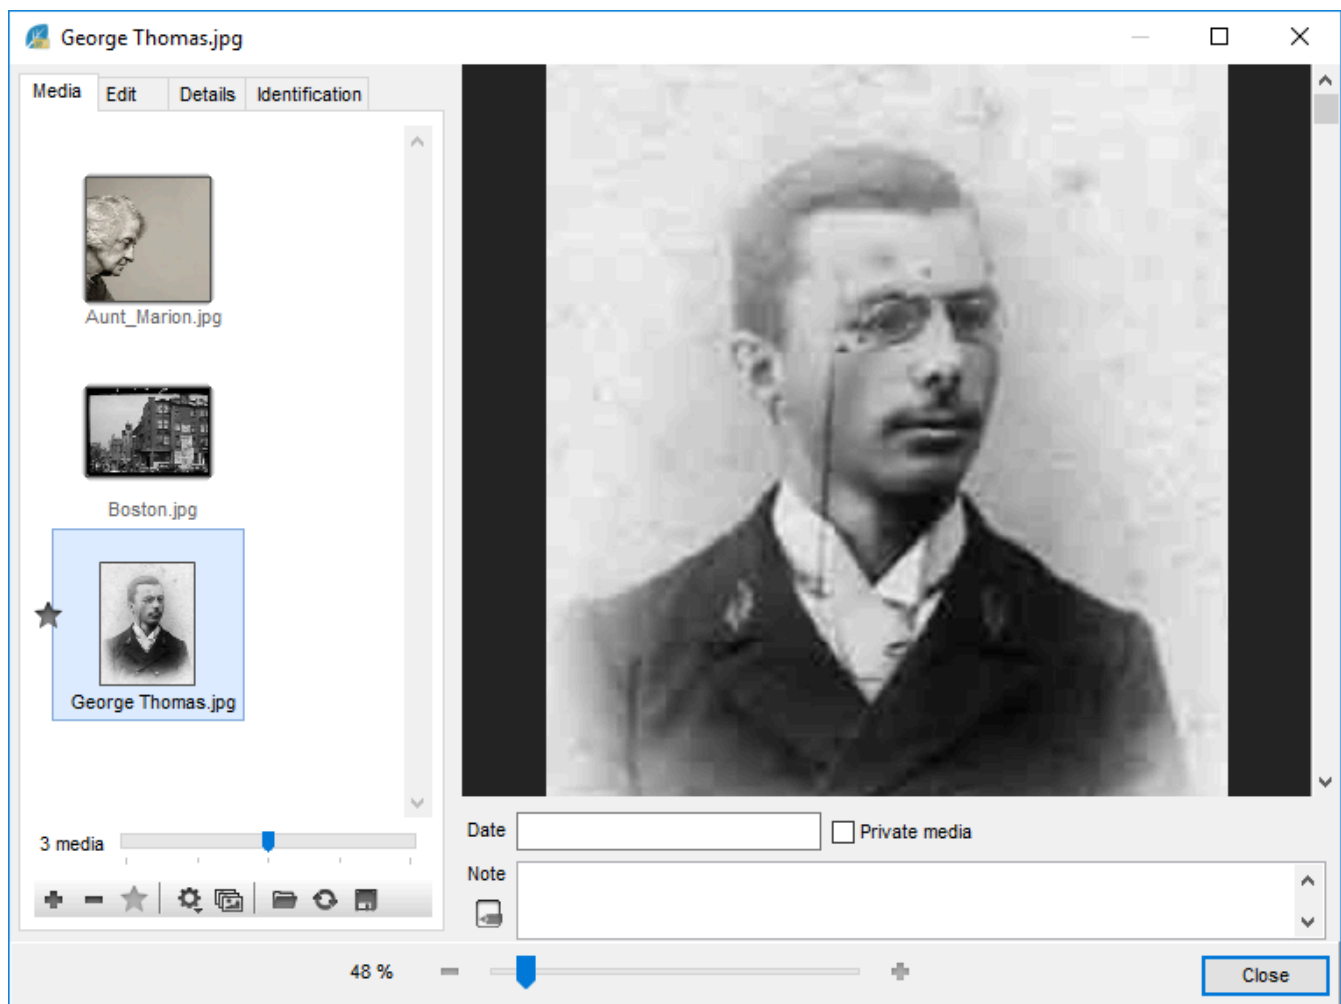 George Thomas.jpg
Media Edit Details Identification
Aunt_Marion.jpg
Boston.jpg
George Thomas.jpg
3 media
Date
Private media
Note
48 %
Close